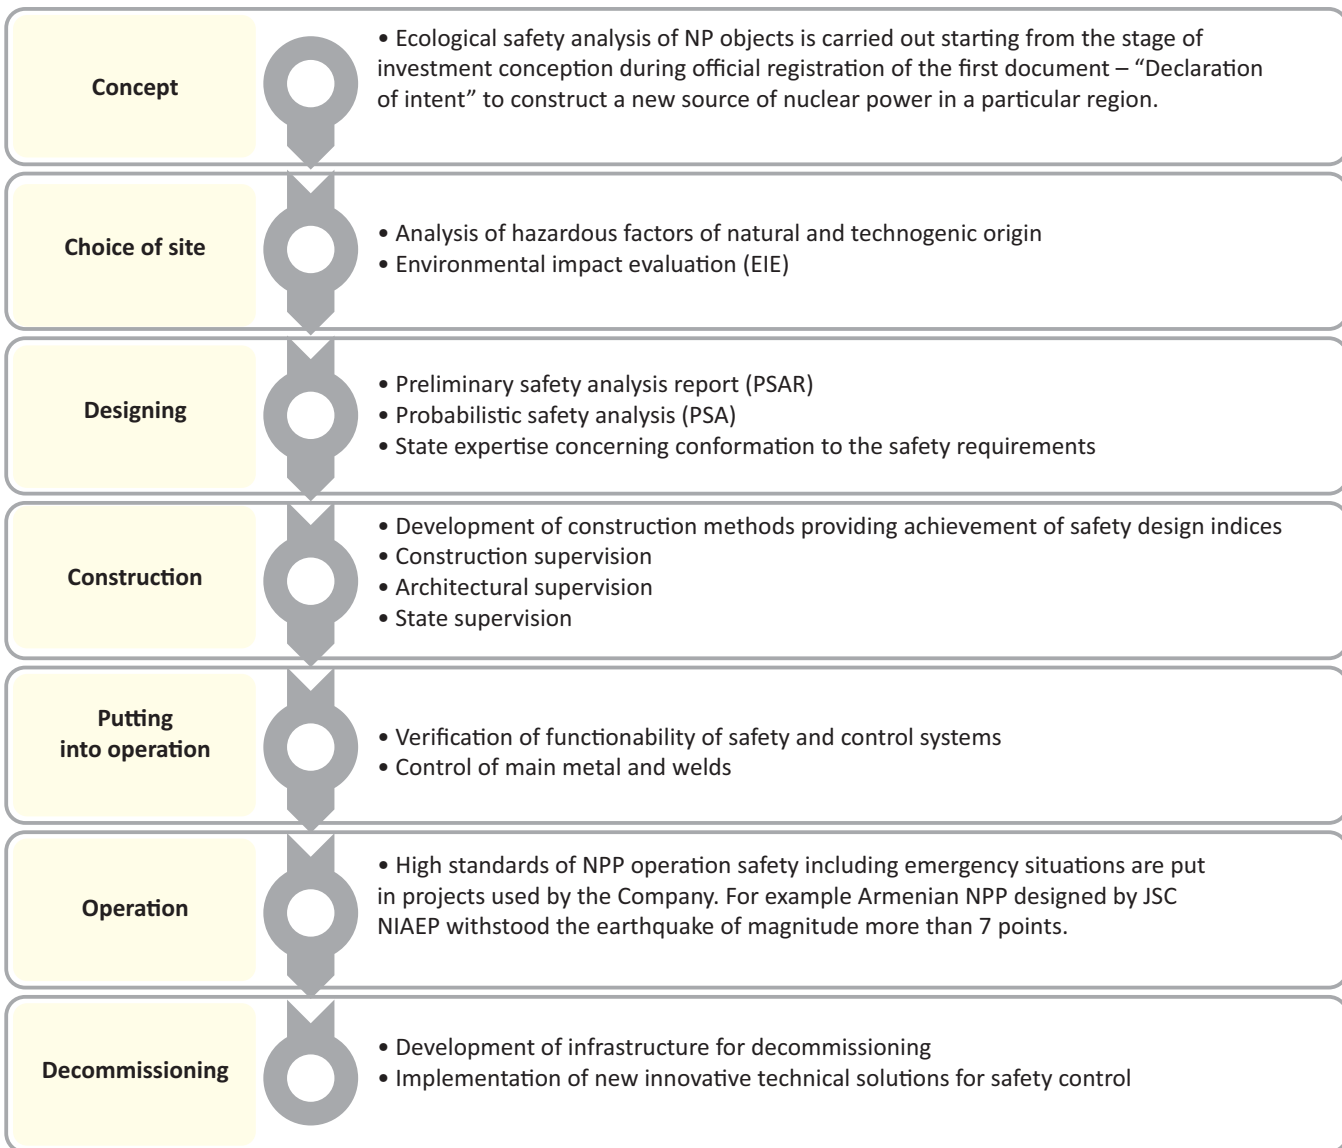 Concept
• Ecological safety analysis of NP objects is carried out starting from the stage of
investment conception during official registration of the first document – “Declaration
of intent” to construct a new source of nuclear power in a particular region.
Choice of site
• Analysis of hazardous factors of natural and technogenic origin
• Environmental impact evaluation (EIE)
Designing
• Preliminary safety analysis report (PSAR)
• Probabilistic safety analysis (PSA)
• State expertise concerning conformation to the safety requirements
Construction
• Development of construction methods providing achievement of safety design indices
• Construction supervision
• Architectural supervision
• State supervision
Putting
into operation
• Verification of functionability of safety and control systems
• Control of main metal and welds
Operation
• High standards of NPP operation safety including emergency situations are put
in projects used by the Company. For example Armenian NPP designed by JSC
NIAEP withstood the earthquake of magnitude more than 7 points.
Decommissioning
• Development of infrastructure for decommissioning
• Implementation of new innovative technical solutions for safety control